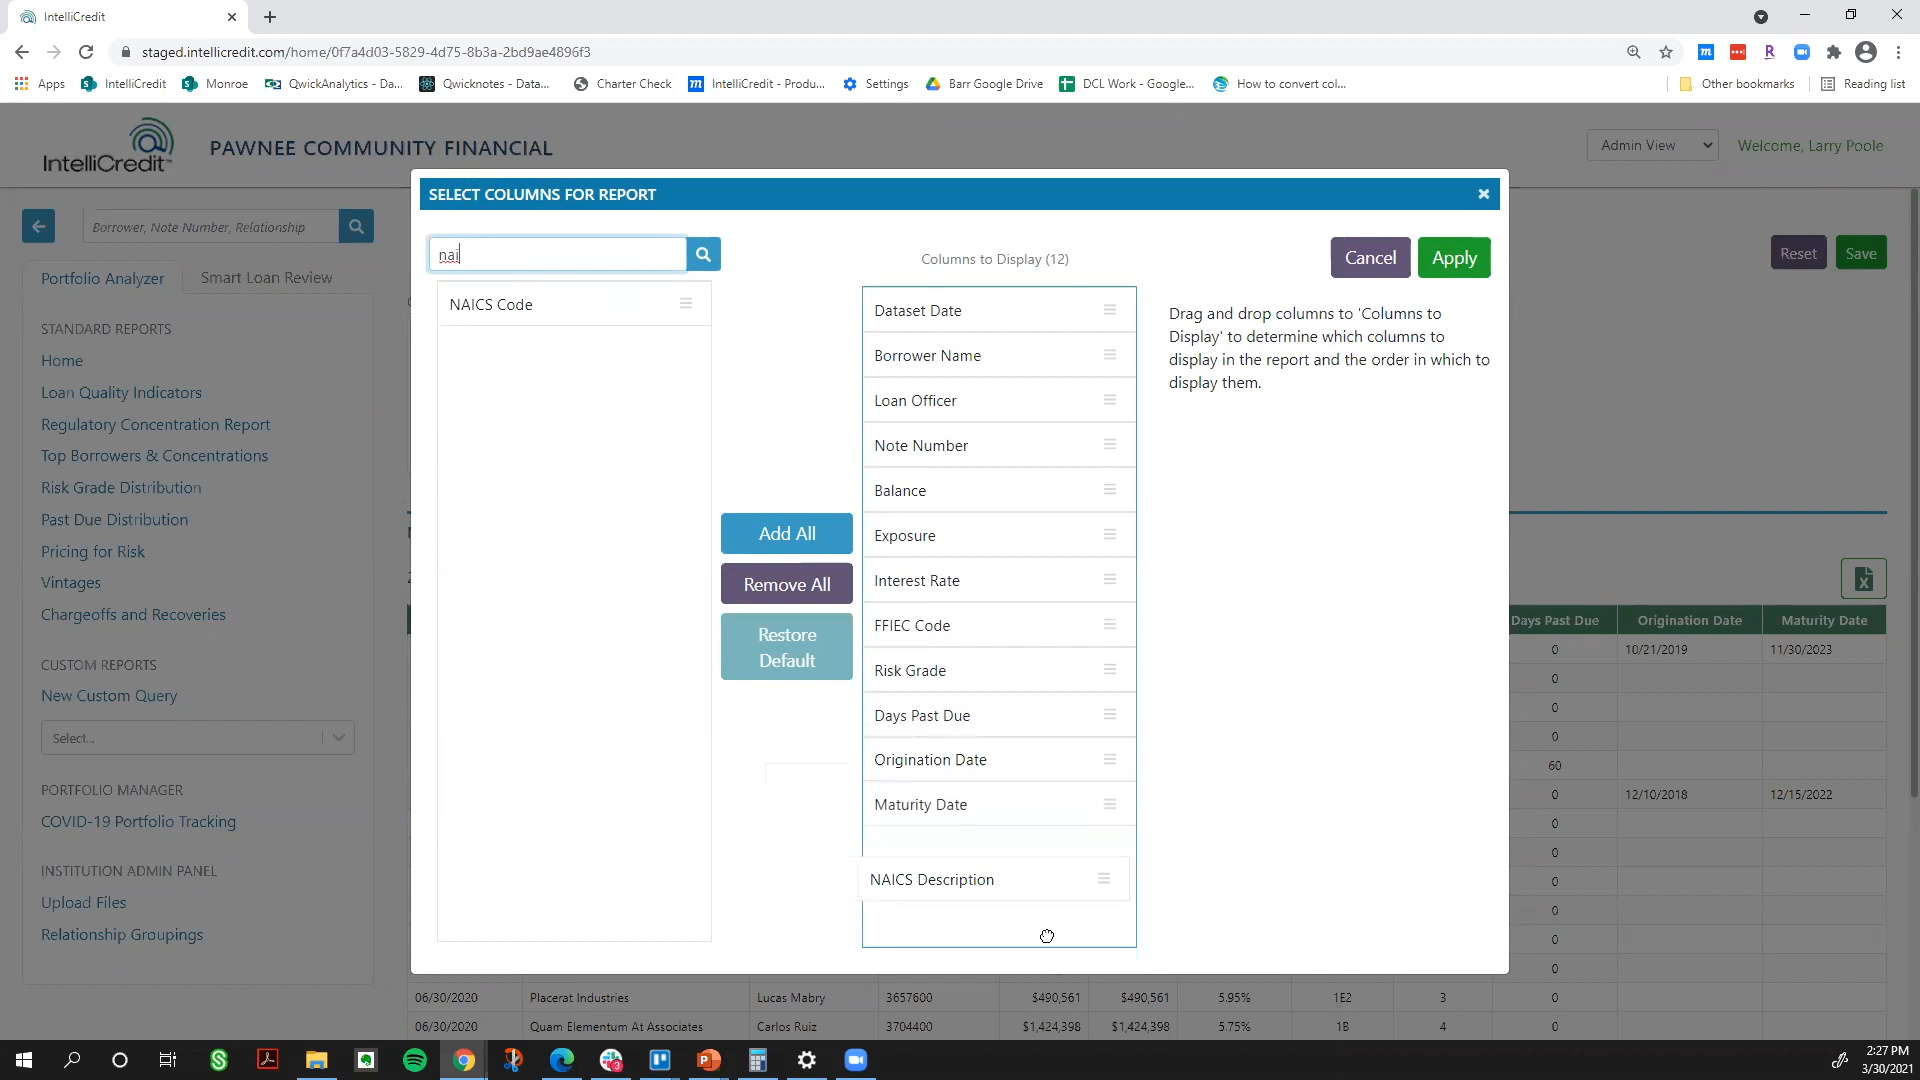 IntelliCredit
staged.intellicredit.com/home/0f7a4d03-5829-4d75-8b3a-2bd9ae4896f3
Apps
IntelliCredit
Monroe
QwickAnalytics - Da...
Qwicknotes - Data...
Charter Check
IntelliCredit - Produ...
Settings
Barr Google Drive
DCL Work - Google...
How to convert col...
Other bookmarks
Reading list
IntelliCredit
PAWNEE COMMUNITY FINANCIAL
Admin View
Welcome, Larry Poole
Borrower, Note Number, Relationship
Reset
Save
Portfolio Analyzer
Smart Loan Review
STANDARD REPORTS
Home
Loan Quality Indicators
Regulatory Concentration Report
Top Borrowers & Concentrations
Risk Grade Distribution
Past Due Distribution
Pricing for Risk
Vintages
Chargeoffs and Recoveries
CUSTOM REPORTS
New Custom Query
Select...
PORTFOLIO MANAGER
COVID-19 Portfolio Tracking
INSTITUTION ADMIN PANEL
Upload Files
Relationship Groupings
SELECT COLUMNS FOR REPORT
nai
NAICS Code
Add All
Remove All
Restore
Default
Columns to Display (12)
Dataset Date
Borrower Name
Loan Officer
Note Number
Balance
Exposure
Interest Rate
FFIEC Code
Risk Grade
Days Past Due
Origination Date
Maturity Date
NAICS Description
Cancel
Apply
Drag and drop columns to 'Columns to
Display' to determine which columns to
display in the report and the order in which to
display them.
Days Past Due Origination Date Maturity Date
0 10/21/2019 11/30/2023
0
0
0
60
0 12/10/2018 12/15/2022
0
0
0
0
0
0
06/30/2020 Placerat Industries Lucas Mabry 3657600 $490,561 $490,561 5.95% 1E2 3 0
06/30/2020 Quam Elementum At Associates Carlos Ruiz 3704400 $1,424,398 $1,424,398 5.75% 1B 4 0
3
2:27 PM
3/30/2021